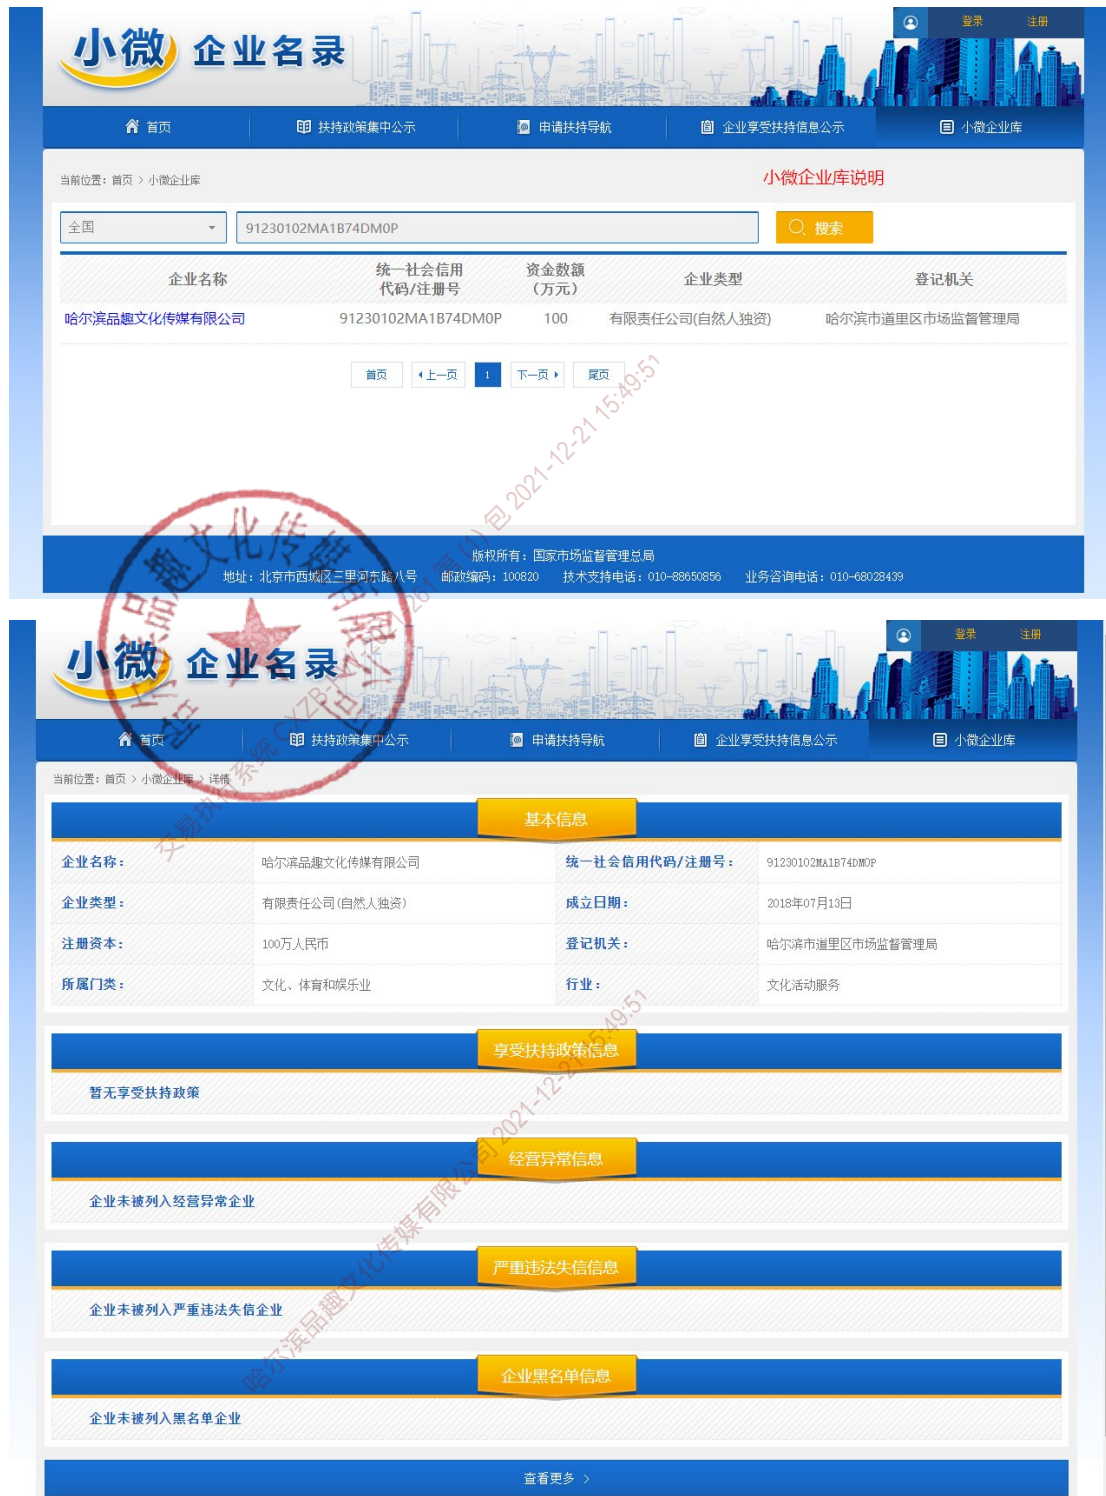 小微 企业名录
登录 注册
首页 扶持政策集中公示 申请扶持导航 企业享受扶持信息公示 小微企业库
当前位置：首页 > 小微企业库 小微企业库说明
全国 91230102MA1B74DM0P 搜索
企业名称 统一社会信用代码/注册号 资金数额（万元） 企业类型 登记机关
哈尔滨品趣文化传媒有限公司 91230102MA1B74DM0P 100 有限责任公司(自然人独资) 哈尔滨市道里区市场监督管理局
首页 上一页 1 下一页 尾页
版权所有：国家市场监督管理总局
地址：北京市西城区三里河东路八号 邮政编码：100820 技术支持电话：010-88650856 业务咨询电话：010-68028439
小微 企业名录
登录 注册
首页 扶持政策集中公示 申请扶持导航 企业享受扶持信息公示 小微企业库
当前位置：首页 > 小微企业库 > 详情
基本信息
企业名称： 哈尔滨品趣文化传媒有限公司 统一社会信用代码/注册号： 91230102MA1B74DM0P
企业类型： 有限责任公司(自然人独资) 成立日期： 2018年07月13日
注册资本： 100万人民币 登记机关： 哈尔滨市道里区市场监督管理局
所属门类： 文化、体育和娱乐业 行业： 文化活动服务
享受扶持政策信息
暂无享受扶持政策
经营异常信息
企业未被列入经营异常企业
严重违法失信信息
企业未被列入严重违法失信企业
企业黑名单信息
企业未被列入黑名单企业
查看更多 >
哈尔滨品趣文化传媒有限公司
哈尔滨品趣文化传媒有限公司 2021-12-21 15:49:51
包 2021-12-21 15:49:51